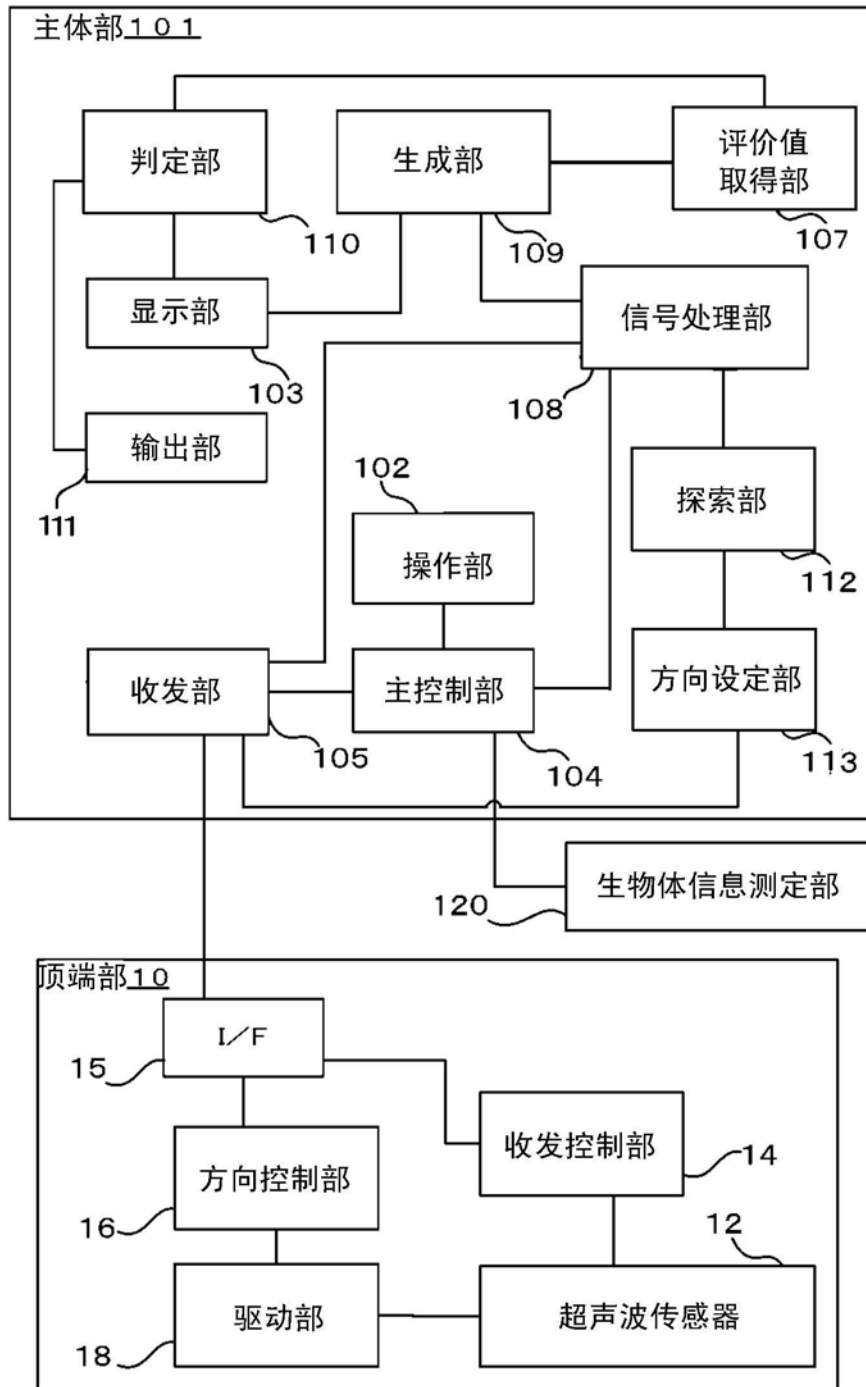 主体部101
判定部
110
生成部
109
评价值
取得部
107
显示部
103
信号处理部
108
输出部
111
102
操作部
探索部
112
收发部
105
主控制部
104
方向设定部
113
生物体信息测定部
120
顶端部10
I/F
15
收发控制部
14
方向控制部
16
12
驱动部
18
超声波传感器